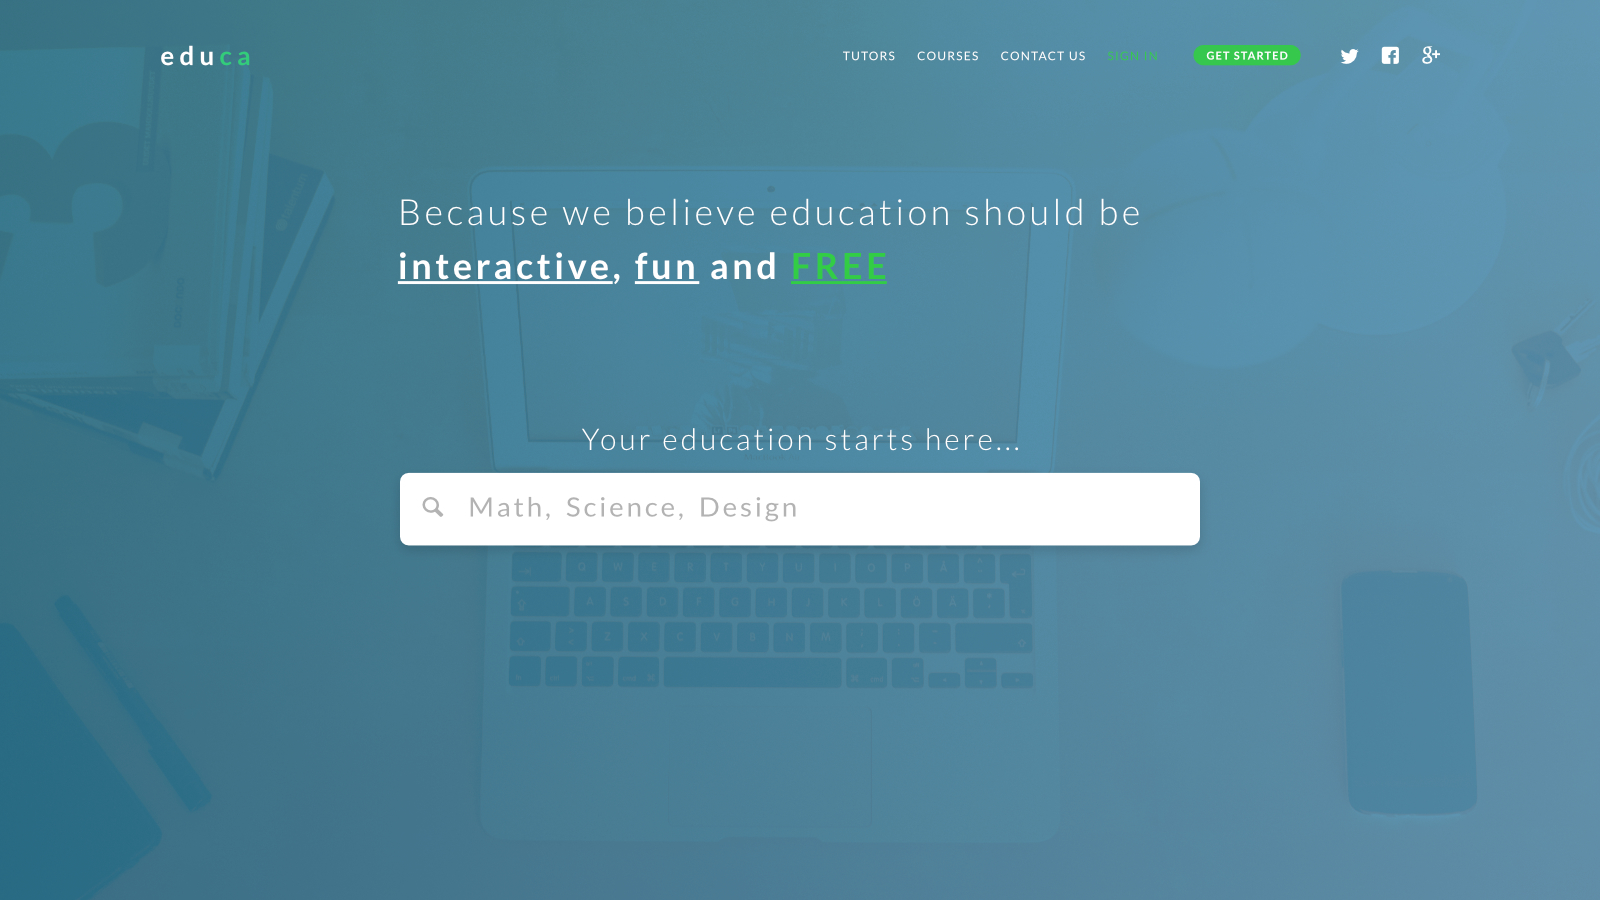 educa
TUTORS COURSES CONTACT US SIGN IN GET STARTED
Because we believe education should be
interactive, fun and FREE
Your education starts here...
Math, Science, Design